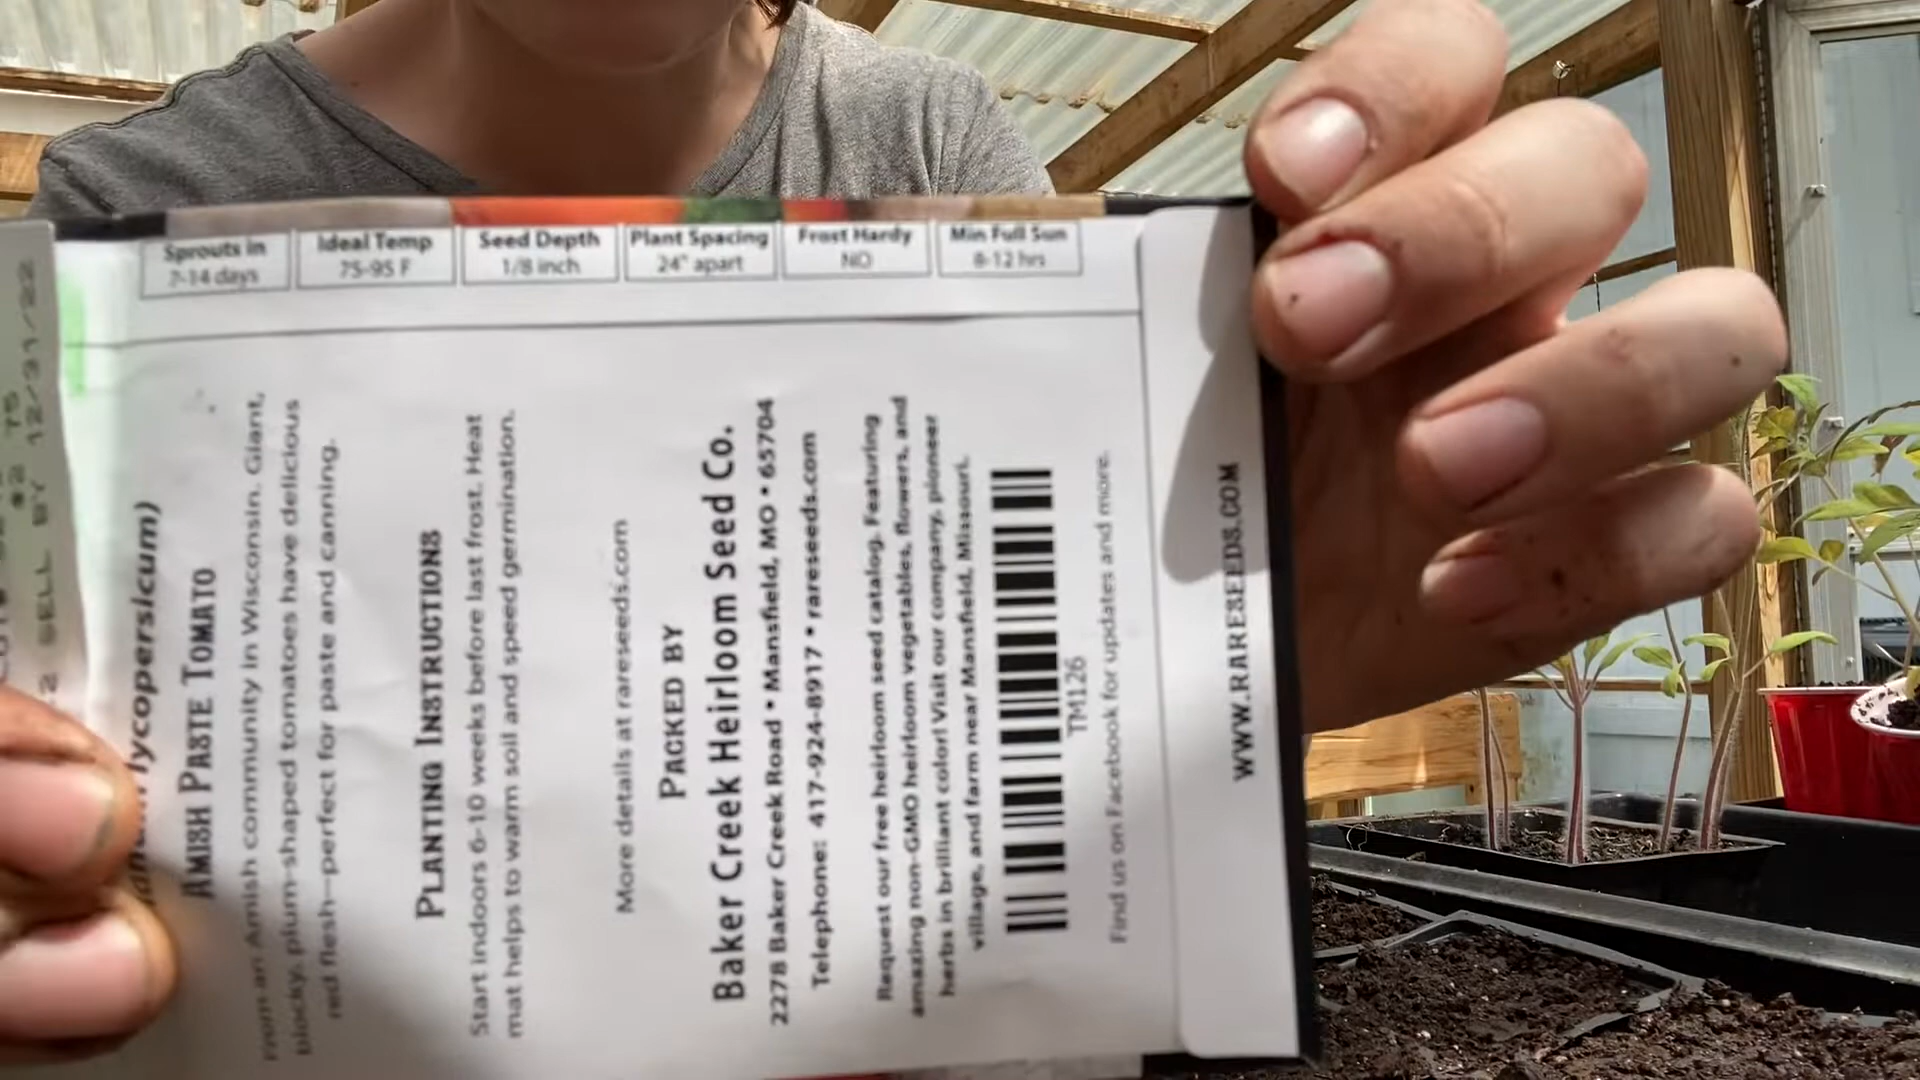 Sprouts in
7-14 days
Ideal Temp
75-95 F
Seed Depth
1/8 inch
Plant Spacing
24" apart
Frost Hardy
NO
Min Full Sun
8-12 hrs
#2 T5
SELL BY 12/31/22
lycopersicum)
Amish Paste Tomato
From an Amish community in Wisconsin. Giant,
blocky, plum-shaped tomatoes have delicious
red flesh—perfect for paste and canning.
Planting Instructions
Start indoors 6-10 weeks before last frost. Heat
mat helps to warm soil and speed germination.
More details at rareseeds.com
Packed by
Baker Creek Heirloom Seed Co.
2278 Baker Creek Road • Mansfield, MO • 65704
Telephone: 417-924-8917 • rareseeds.com
Request our free heirloom seed catalog. Featuring
amazing non-GMO heirloom vegetables, flowers, and
herbs in brilliant color! Visit our company, pioneer
village, and farm near Mansfield, Missouri.
TM126
Find us on Facebook for updates and more.
WWW.RARESEEDS.COM